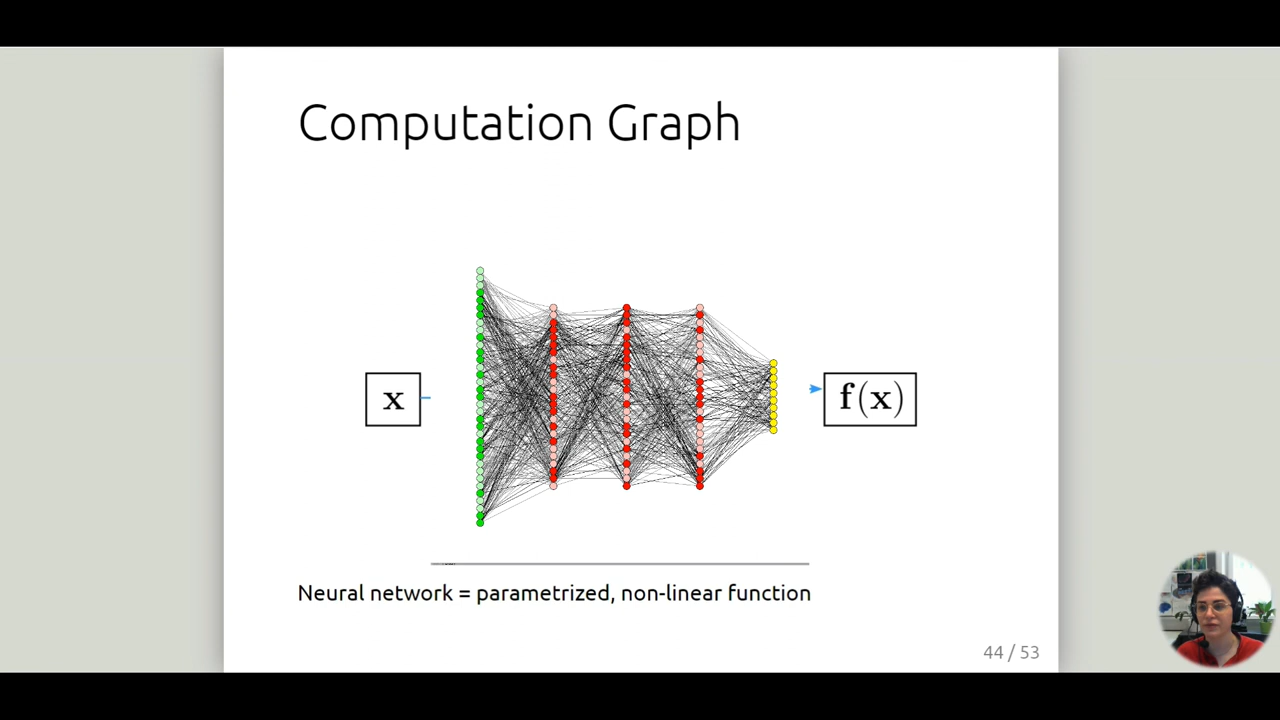 Computation Graph
x
f(x)
Neural network = parametrized, non-linear function
44 / 53